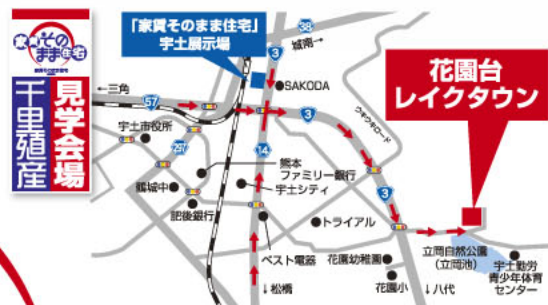 家賃そのまま住宅
見学会場
千里殖産
「家賃そのまま住宅」
宇土展示場
38
城南→
3
←三角
57
SAKODA
3
ウキウキロード
花園台
レイクタウン
宇土市役所
297
14
熊本
ファミリー銀行
鶴城中
宇土シティ
3
肥後銀行
トライアル
ベスト電器
花園幼稚園
立岡自然公園
(立岡池)
宇土勤労
青少年体育
センター
↓松橋
花園小
↓八代